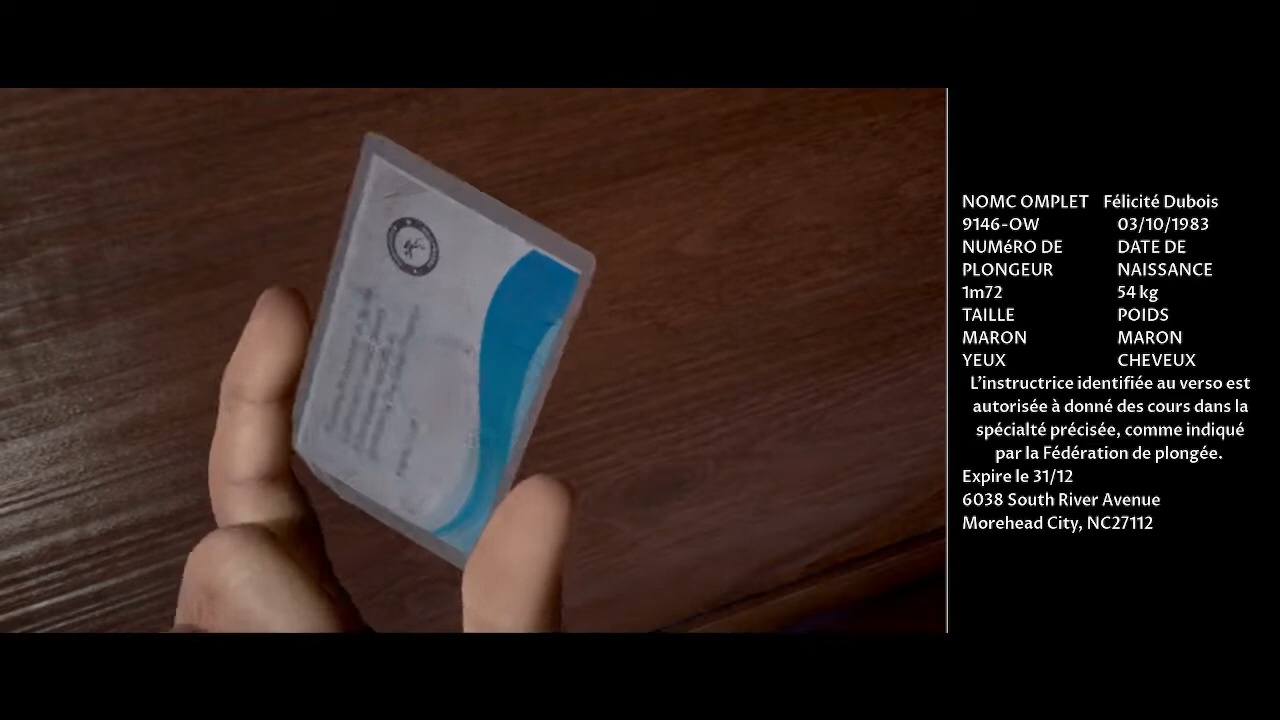 NOMC OMPLET Félicité Dubois
9146-OW 03/10/1983
NUMéRO DE DATE DE
PLONGEUR NAISSANCE
1m72 54 kg
TAILLE POIDS
MARON MARON
YEUX CHEVEUX
L'instructrice identifiée au verso est
autorisée à donné des cours dans la
spécialté précisée, comme indiqué
par la Fédération de plongée.
Expire le 31/12
6038 South River Avenue
Morehead City, NC27112